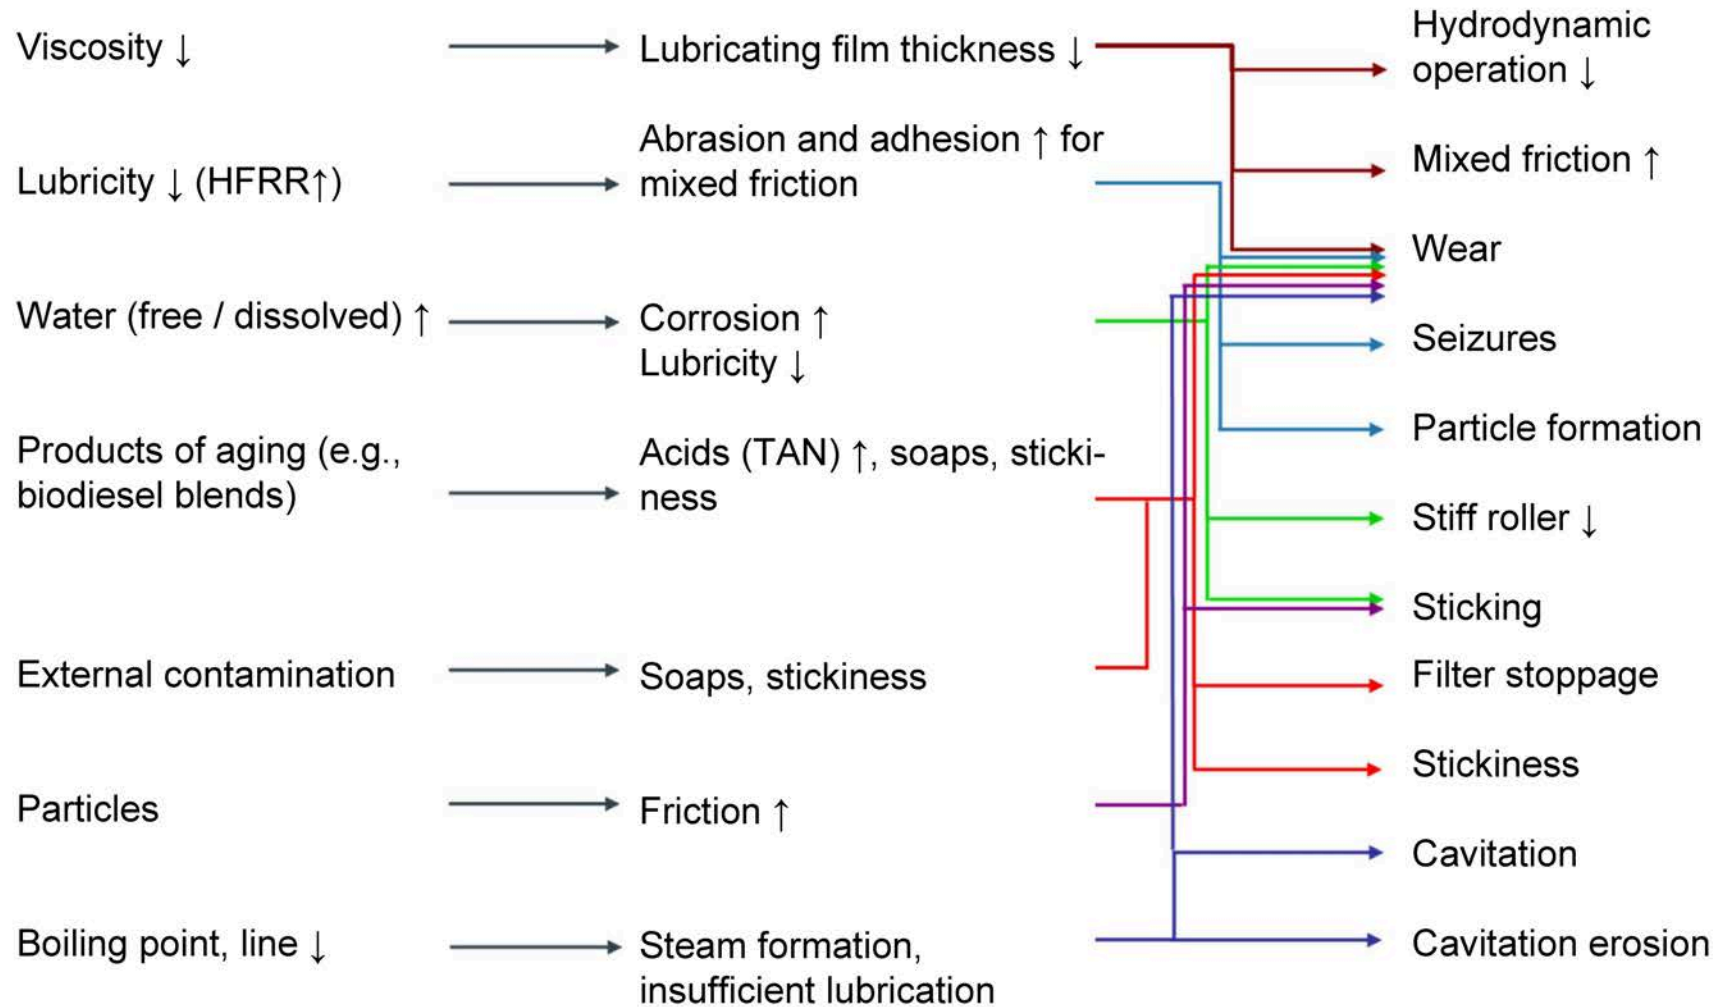 Viscosity ↓
Lubricity ↓ (HFRR↑)
Water (free / dissolved) ↑
Products of aging (e.g.,
biodiesel blends)
External contamination
Particles
Boiling point, line ↓
Lubricating film thickness ↓
Abrasion and adhesion ↑ for
mixed friction
Corrosion ↑
Lubricity ↓
Acids (TAN) ↑, soaps, sticki-
ness
Soaps, stickiness
Friction ↑
Steam formation,
insufficient lubrication
Hydrodynamic
operation ↓
Mixed friction ↑
Wear
Seizures
Particle formation
Stiff roller ↓
Sticking
Filter stoppage
Stickiness
Cavitation
Cavitation erosion